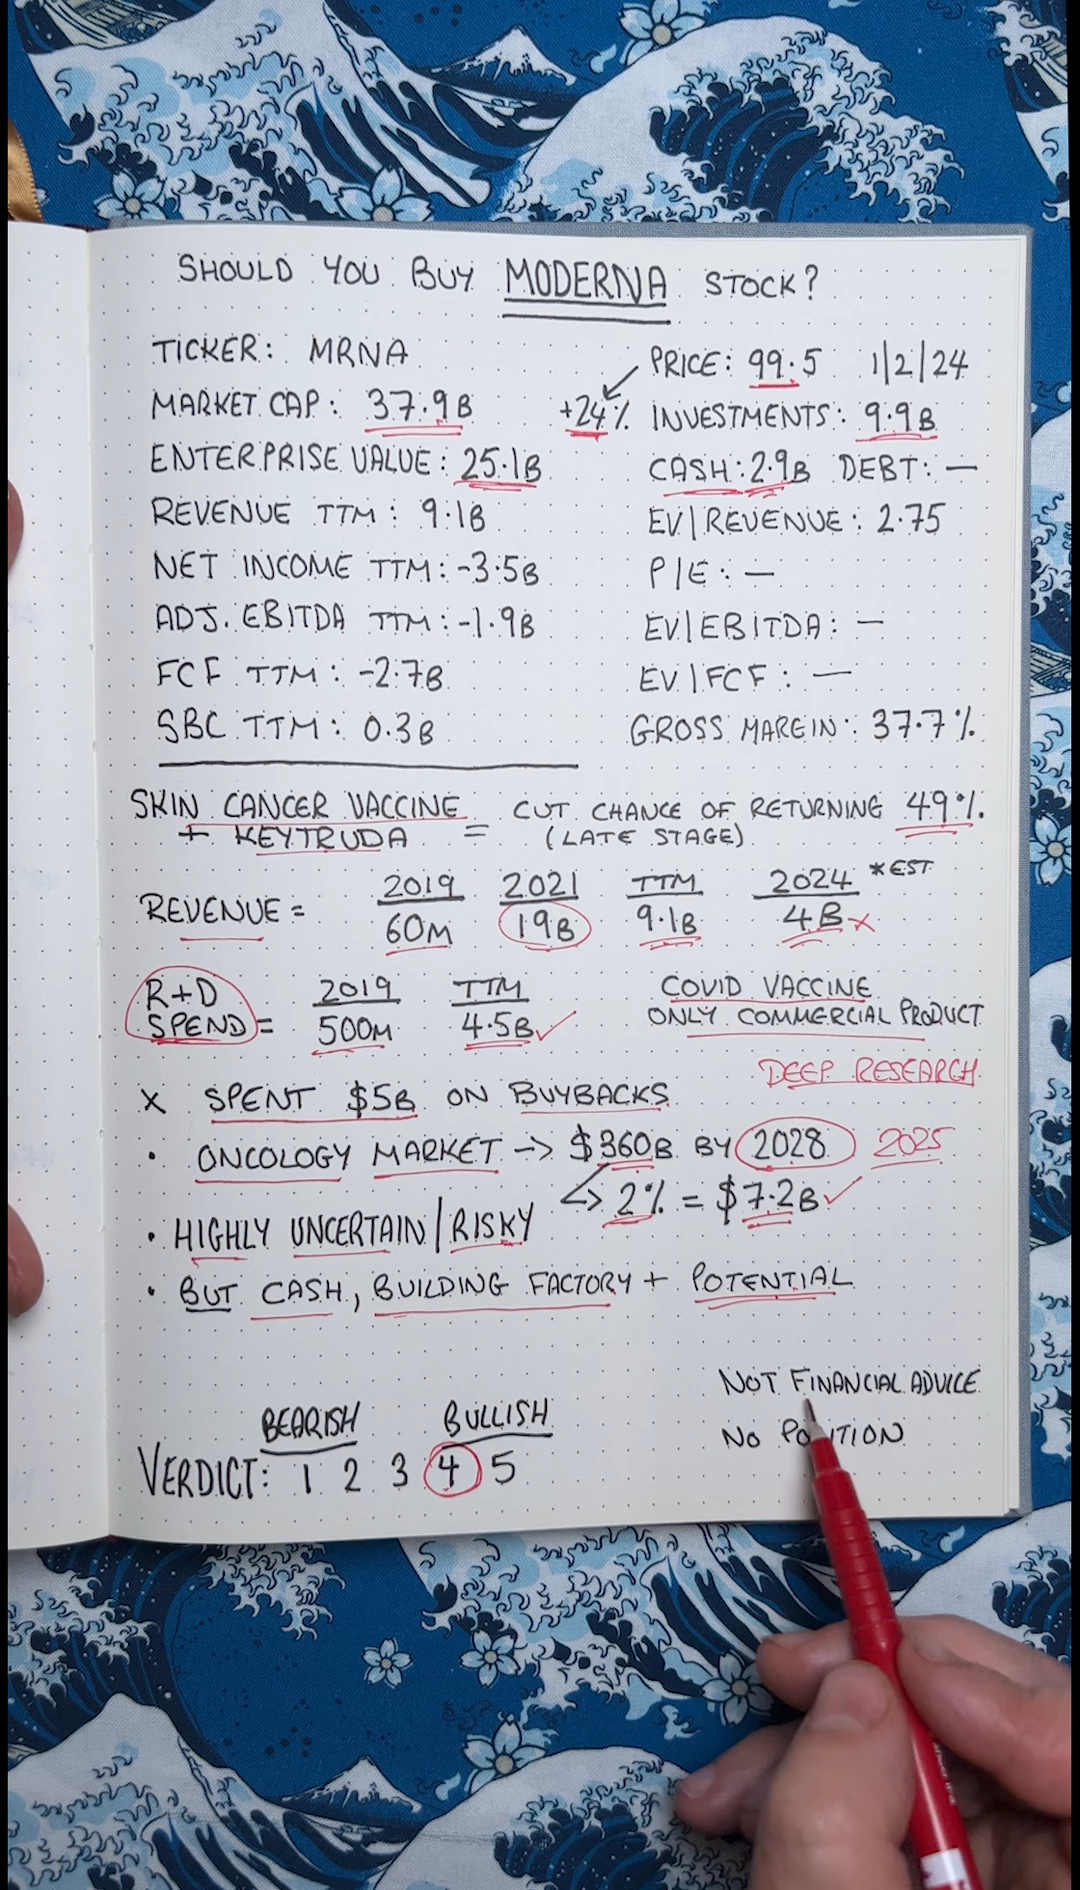 SHOULD YOU BUY MODERNA STOCK?
TICKER: MRNA
PRICE: 99.5 1/2/24
MARKET CAP: 37.9B
+24% INVESTMENTS: 9.9B
ENTERPRISE VALUE: 25.1B
CASH: 2.9B DEBT: —
REVENUE TTM: 9.1B
EV/REVENUE: 2.75
NET INCOME TTM: -3.5B
P/E: —
ADJ. EBITDA TTM: -1.9B
EV/EBITDA: —
FCF TTM: -2.7B
EV/FCF: —
SBC TTM: 0.3B
GROSS MARGIN: 37.7%
SKIN CANCER VACCINE = CUT CHANCE OF RETURNING 49%
+ KEYTRUDA (LATE STAGE)
2019 2021 TTM 2024 *EST
REVENUE = 60M 19B 9.1B 4B x
R+D 2019 TTM
SPEND = 500M 4.5B ✓
COVID VACCINE
ONLY COMMERCIAL PRODUCT
DEEP RESEARCH
X SPENT $5B ON BUYBACKS
• ONCOLOGY MARKET -> $360B BY 2028 2025
↳ 2% = $7.2B ✓
• HIGHLY UNCERTAIN/RISKY
• BUT CASH, BUILDING FACTORY + POTENTIAL
NOT FINANCIAL ADVICE
NO POSITION
BEARISH BULLISH
VERDICT: 1 2 3 4 5